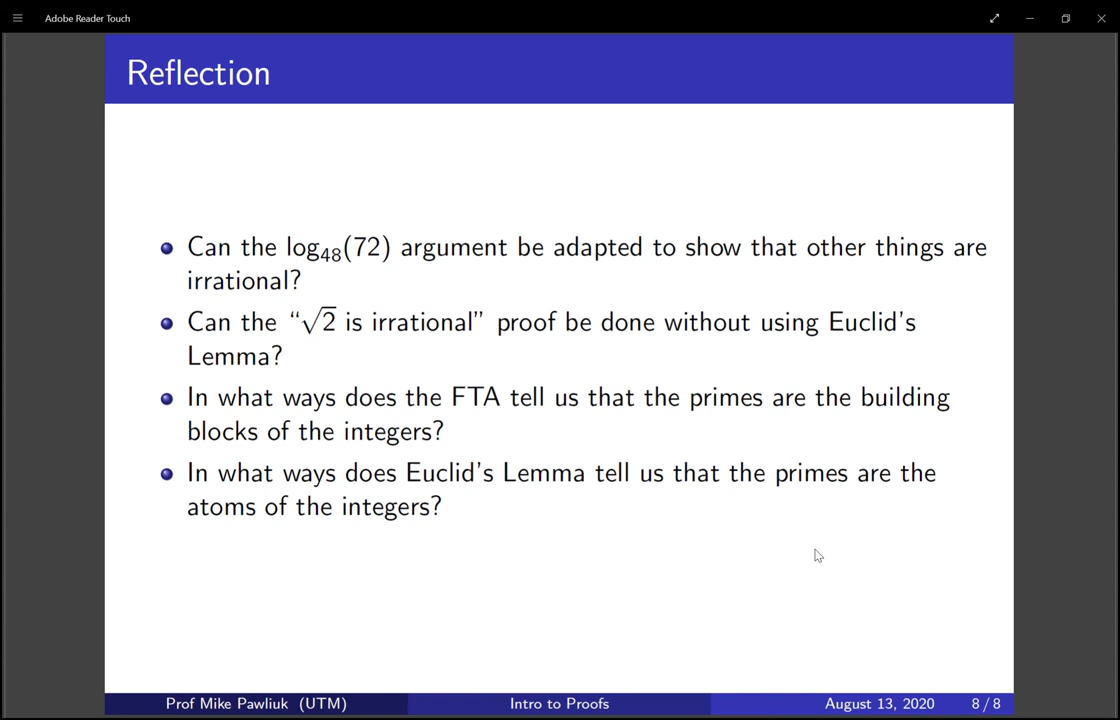 Adobe Reader Touch
Reflection
Can the log₄₈(72) argument be adapted to show that other things are
irrational?
Can the “√2 is irrational” proof be done without using Euclid's
Lemma?
In what ways does the FTA tell us that the primes are the building
blocks of the integers?
In what ways does Euclid's Lemma tell us that the primes are the
atoms of the integers?
Prof Mike Pawliuk (UTM) Intro to Proofs August 13, 2020 8 / 8